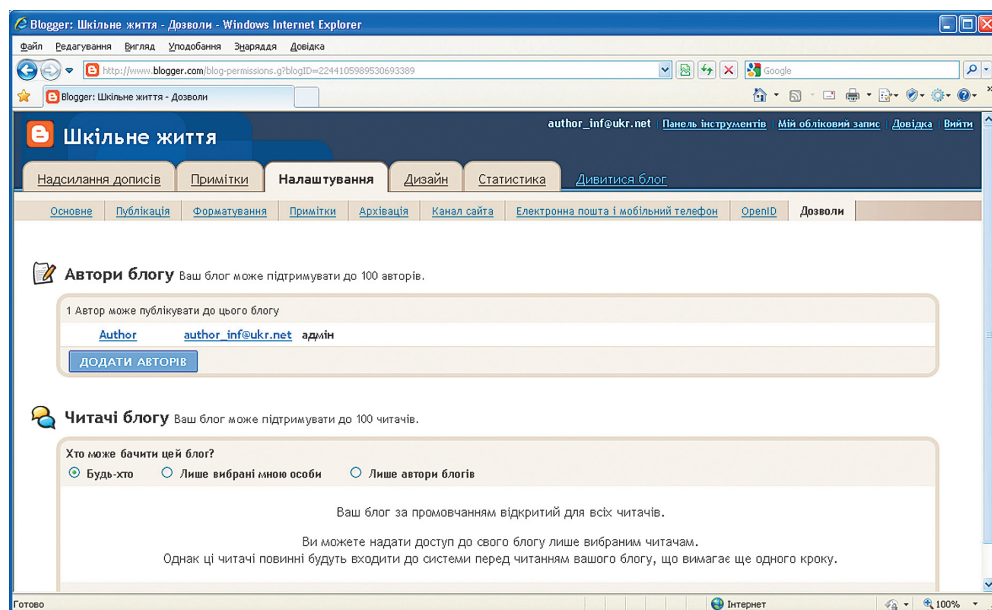 Blogger: Шкільне життя - Дозволи - Windows Internet Explorer
Файл Редагування Вигляд Уподобання Знаряддя Довідка
http://www.blogger.com/blog-permissions.g?blogID=2244105989530693389 Google
Blogger: Шкільне життя - Дозволи
author_inf@ukr.net Панель інструментів Мій обліковий запис Довідка Вийти
Шкільне життя
Надсилання дописів Примітки Налаштування Дизайн Статистика Дивитися блог
Основне Публікація Форматування Примітки Архівація Канал сайта Електронна пошта і мобільний телефон OpenID Дозволи
Автори блогу Ваш блог може підтримувати до 100 авторів.
1 Автор може публікувати до цього блогу
Author author_inf@ukr.net адмін
ДОДАТИ АВТОРІВ
Читачі блогу Ваш блог може підтримувати до 100 читачів.
Хто може бачити цей блог?
Будь-хто Лише вибрані мною особи Лише автори блогів
Ваш блог за промовчанням відкритий для всіх читачів.
Ви можете надати доступ до свого блогу лише вибраним читачам.
Однак ці читачі повинні будуть входити до системи перед читанням вашого блогу, що вимагає ще одного кроку.
Готово Інтернет 100%